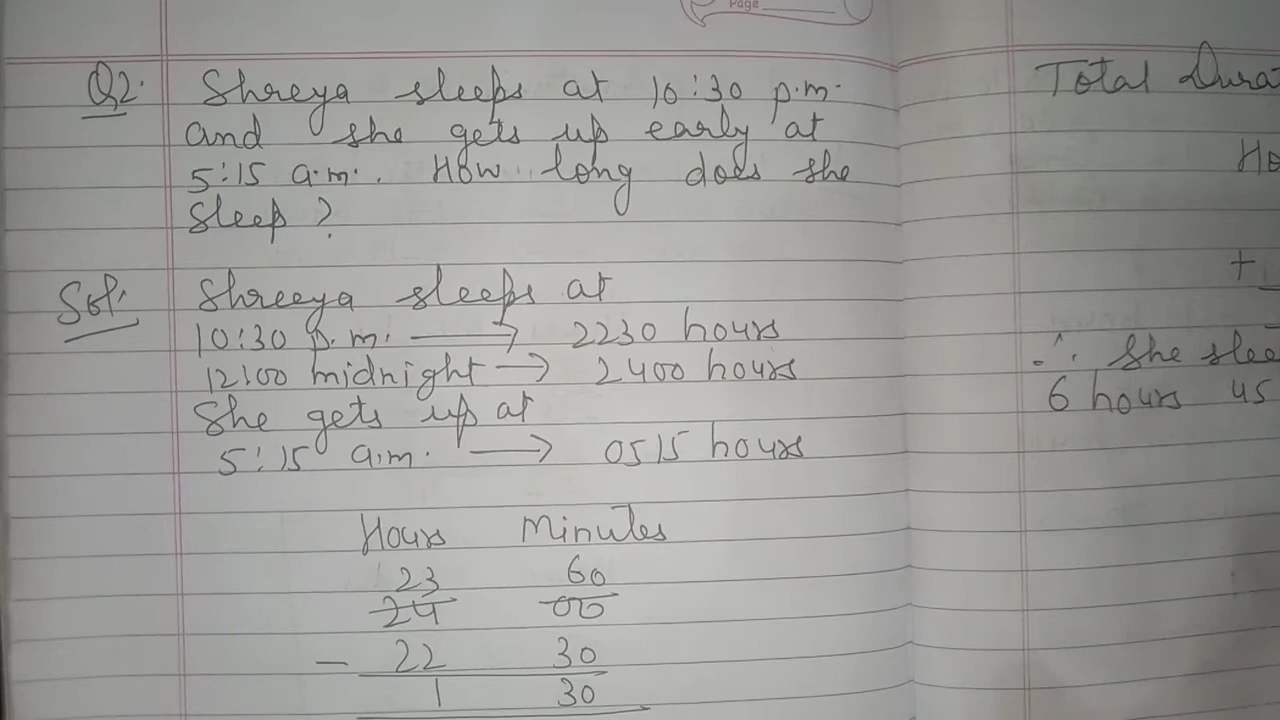 Page
Q2. Shreya sleeps at 10:30 p.m.
and she gets up early at
5:15 a.m. How long does she
sleep?
Sol. Shreeya sleeps at
10:30 p.m. → 2230 hours
12:00 midnight → 2400 hours
She gets up at
5:15 a.m. → 0515 hours
Hours Minutes
23 60
24 00
- 22 30
1 30
Total
+
∴ She
6 hours 45